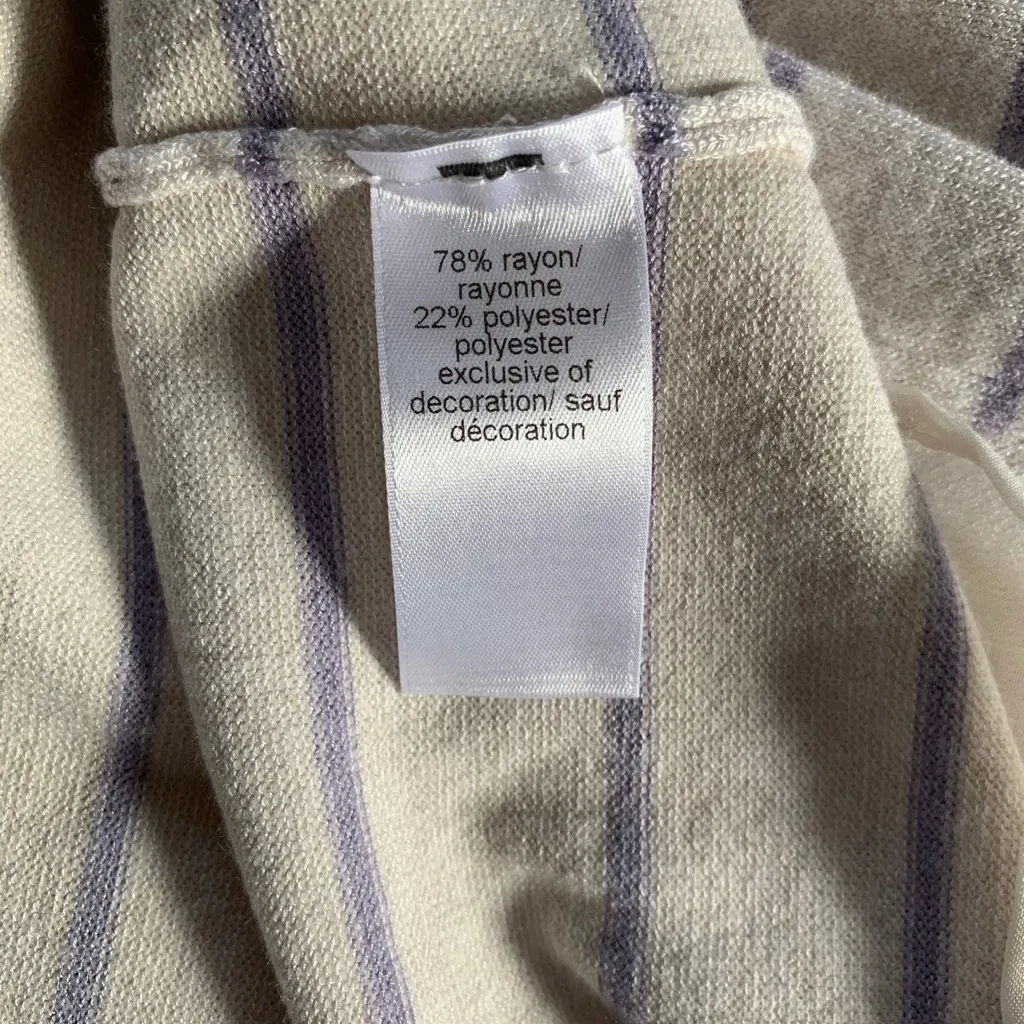 78% rayon/
rayonne
22% polyester/
polyester
exclusive of
decoration/ sauf
décoration